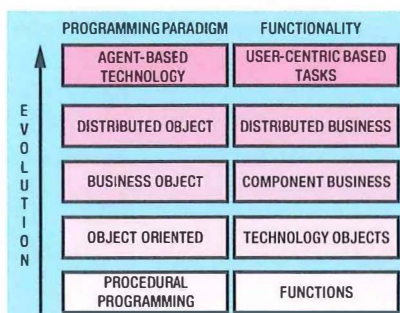 PROGRAMMING PARADIGM FUNCTIONALITY
AGENT-BASED TECHNOLOGY
USER-CENTRIC BASED TASKS
DISTRIBUTED OBJECT DISTRIBUTED BUSINESS
BUSINESS OBJECT COMPONENT BUSINESS
OBJECT ORIENTED TECHNOLOGY OBJECTS
PROCEDURAL PROGRAMMING
FUNCTIONS
EVOLUTION